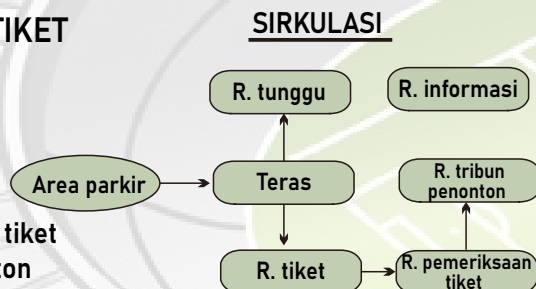 TIKET
SIRKULASI
R. tunggu
R. informasi
Area parkir
Teras
R. tribun
penonton
tiket
ton
R. tiket
R. pemeriksaan
tiket